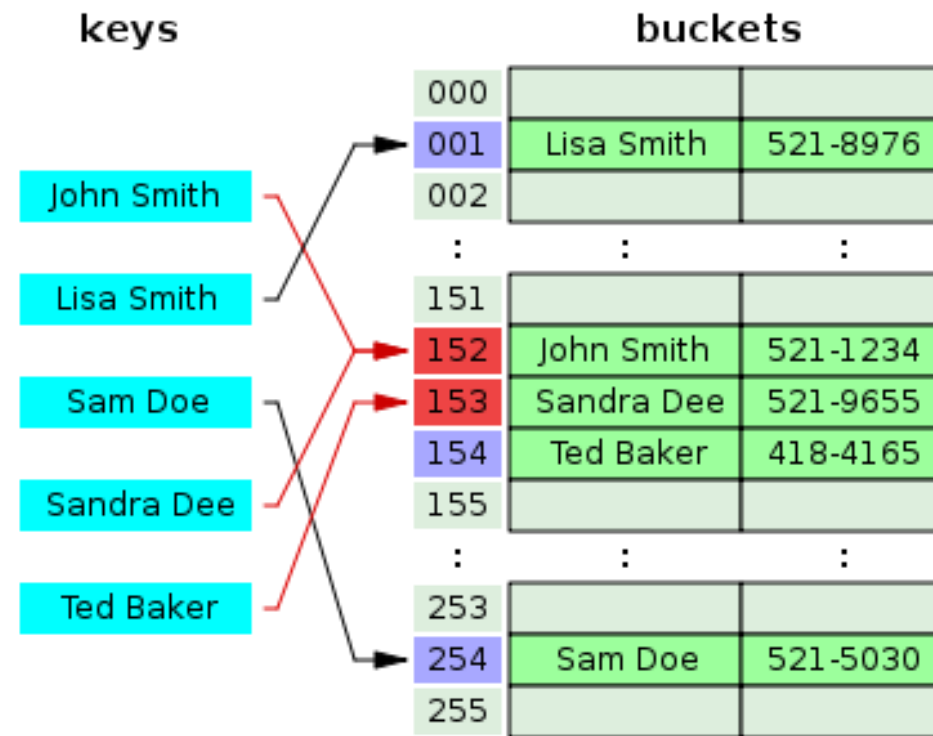 keys
buckets
John Smith
Lisa Smith
Sam Doe
Sandra Dee
Ted Baker
000
001 Lisa Smith 521-8976
002
: : :
151
152 John Smith 521-1234
153 Sandra Dee 521-9655
154 Ted Baker 418-4165
155
: : :
253
254 Sam Doe 521-5030
255